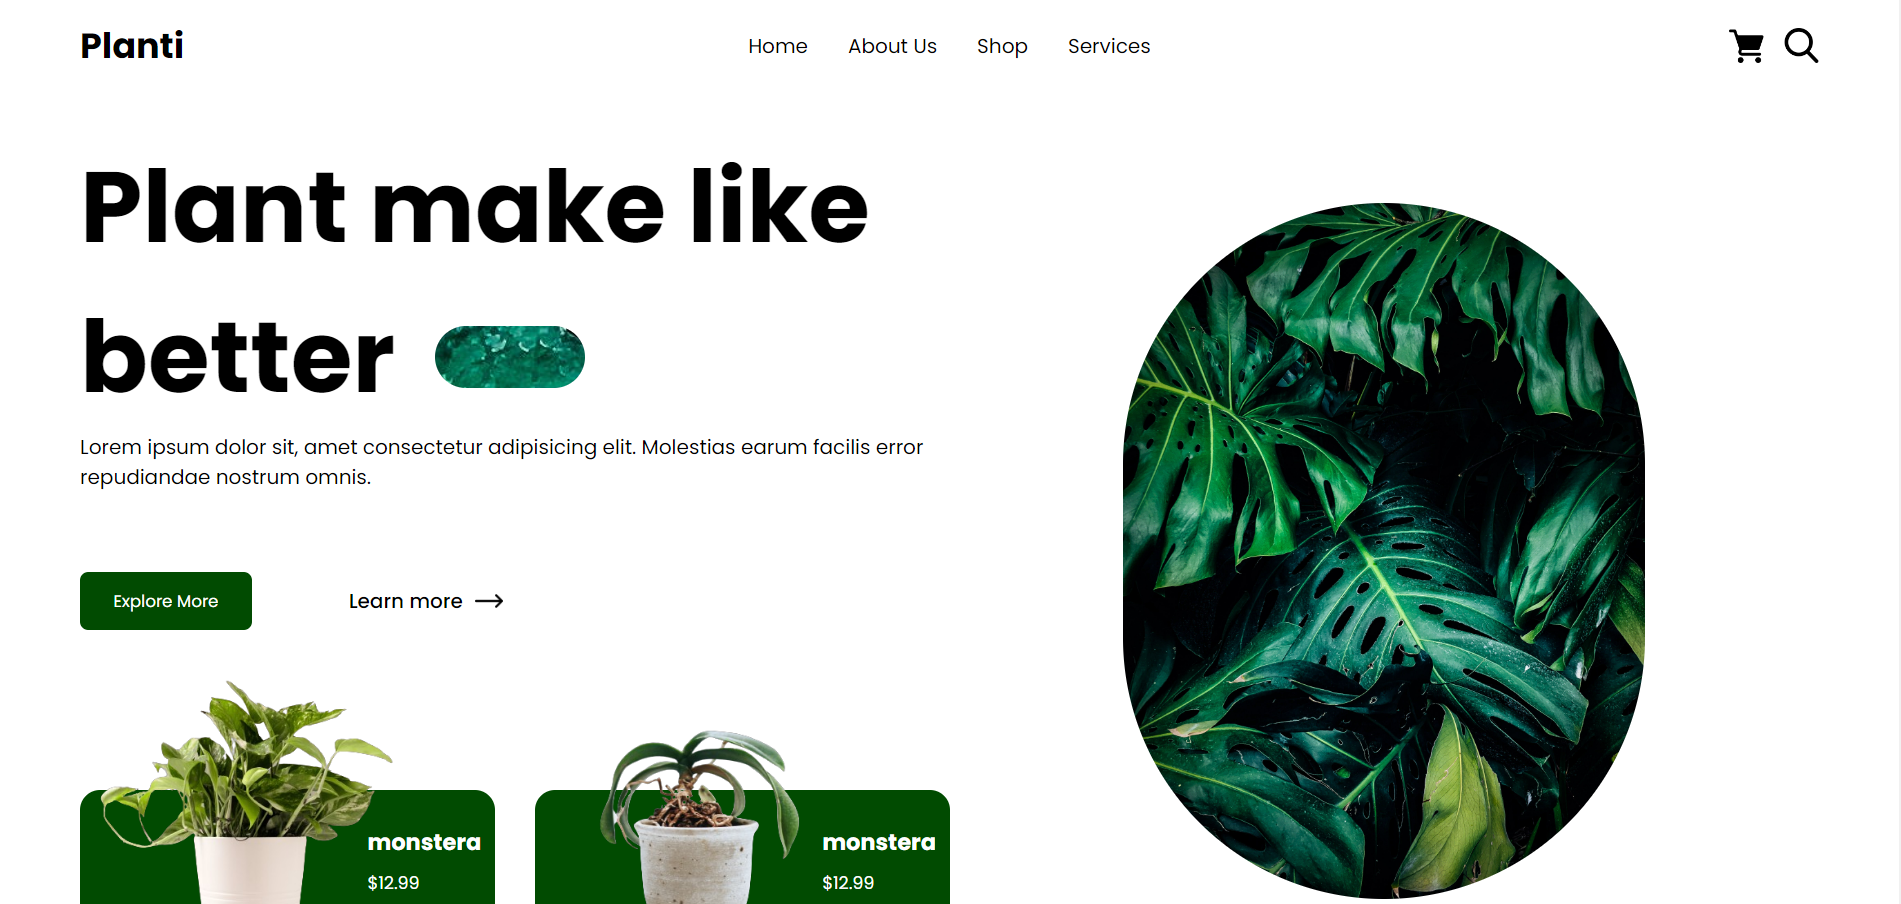 Planti
Home
About Us
Shop
Services
Plant make like
better
Lorem ipsum dolor sit, amet consectetur adipisicing elit. Molestias earum facilis error
repudiandae nostrum omnis.
Explore More
Learn more
monstera
$12.99
monstera
$12.99